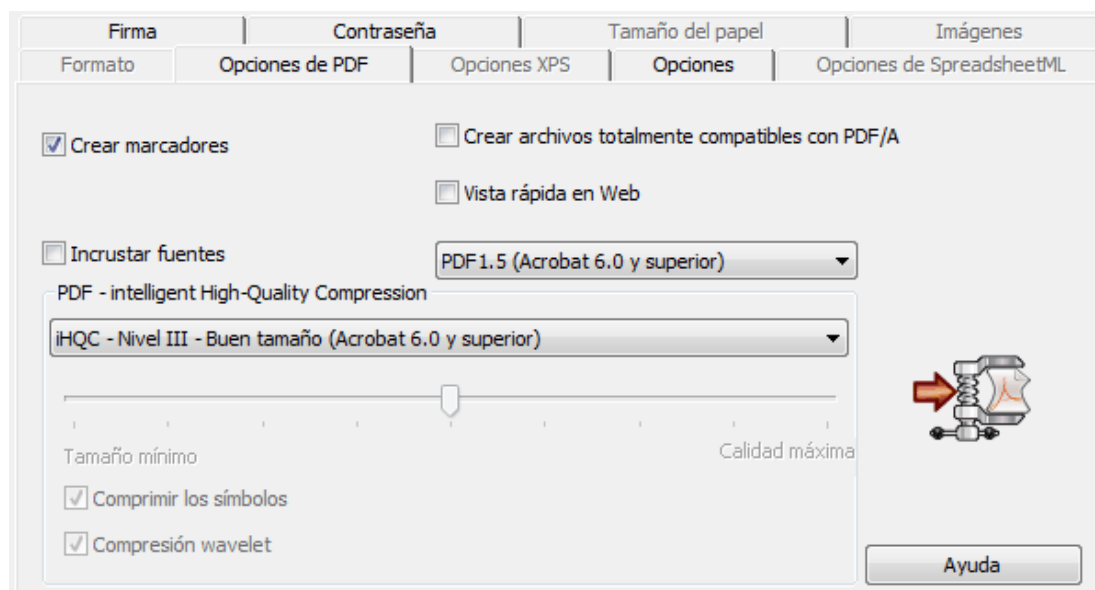 Firma Contraseña Tamaño del papel Imágenes
Formato Opciones de PDF Opciones XPS Opciones Opciones de SpreadsheetML
Crear marcadores
Crear archivos totalmente compatibles con PDF/A
Vista rápida en Web
Incrustar fuentes
PDF1.5 (Acrobat 6.0 y superior)
PDF - intelligent High-Quality Compression
iHQC - Nivel III - Buen tamaño (Acrobat 6.0 y superior)
Tamaño mínimo
Calidad máxima
Comprimir los símbolos
Compresión wavelet
Ayuda